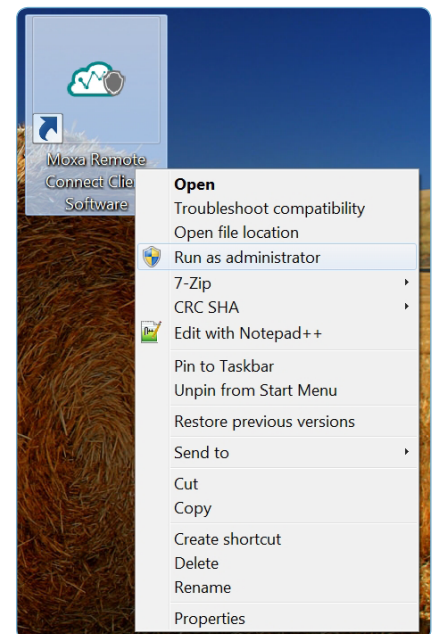 Moxa Remote
Connect Clie
Software
Open
Troubleshoot compatibility
Open file location
Run as administrator
7-Zip
CRC SHA
Edit with Notepad++
Pin to Taskbar
Unpin from Start Menu
Restore previous versions
Send to
Cut
Copy
Create shortcut
Delete
Rename
Properties